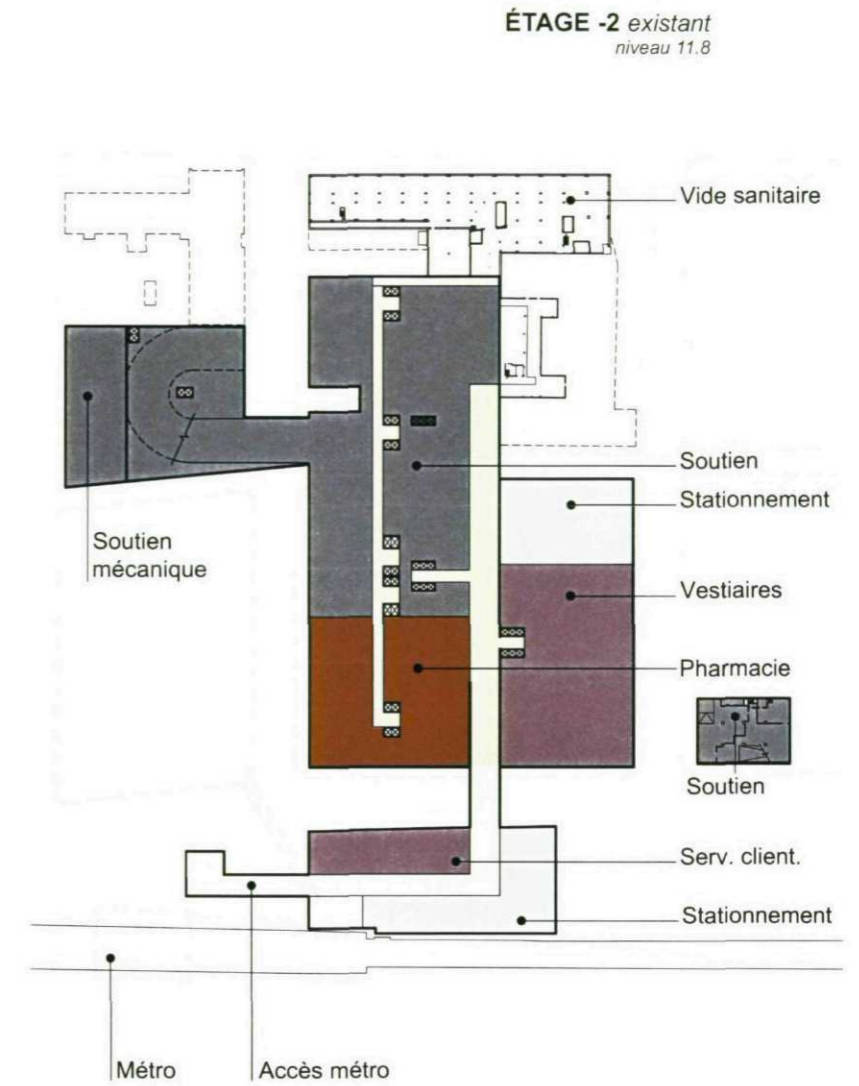 ÉTAGE -2 existant
niveau 11.8
Vide sanitaire
Soutien
Stationnement
Soutien
mécanique
Vestiaires
Pharmacie
Soutien
Serv. client.
Stationnement
Métro
Accès métro